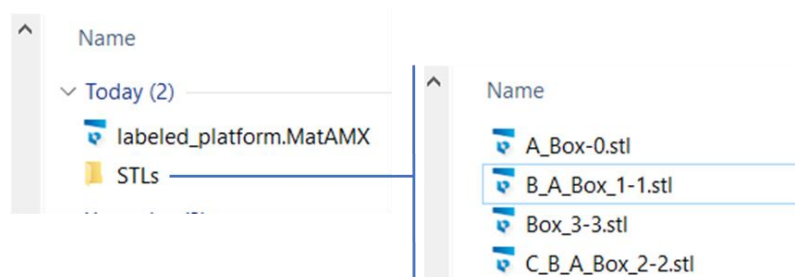 Name
Today (2)
labeled_platform.MatAMX
STLs
Name
A_Box-0.stl
B_A_Box_1-1.stl
Box_3-3.stl
C_B_A_Box_2-2.stl